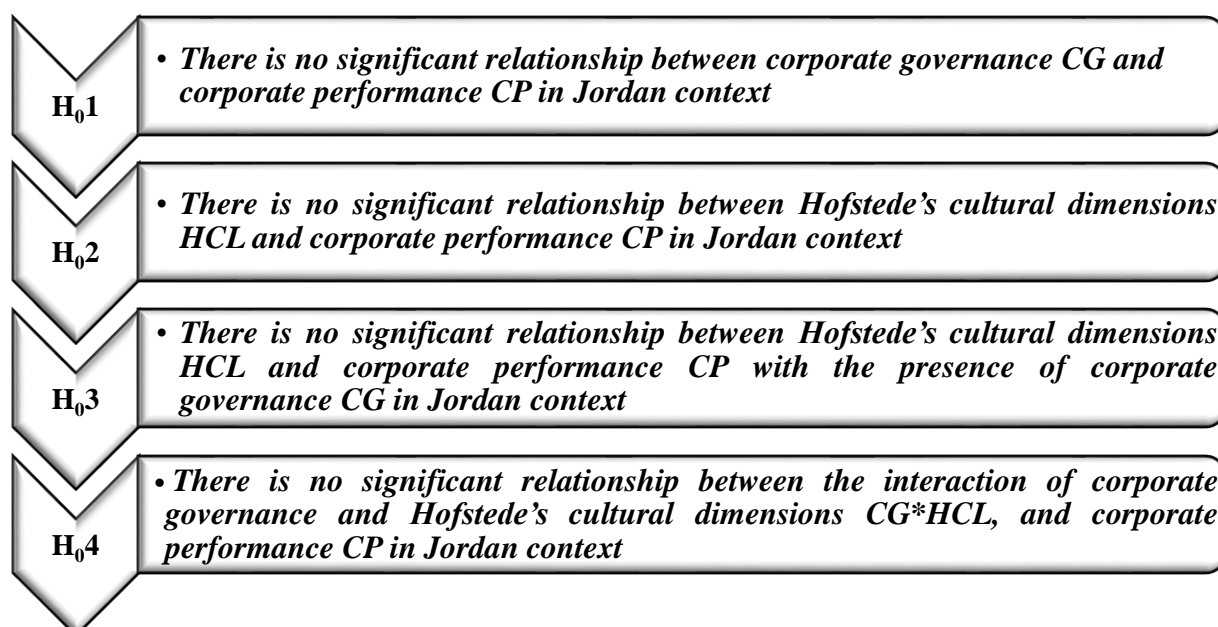 H₀1
• There is no significant relationship between corporate governance CG and
corporate performance CP in Jordan context
H₀2
• There is no significant relationship between Hofstede’s cultural dimensions
HCL and corporate performance CP in Jordan context
H₀3
• There is no significant relationship between Hofstede’s cultural dimensions
HCL and corporate performance CP with the presence of corporate
governance CG in Jordan context
H₀4
• There is no significant relationship between the interaction of corporate
governance and Hofstede’s cultural dimensions CG*HCL, and corporate
performance CP in Jordan context